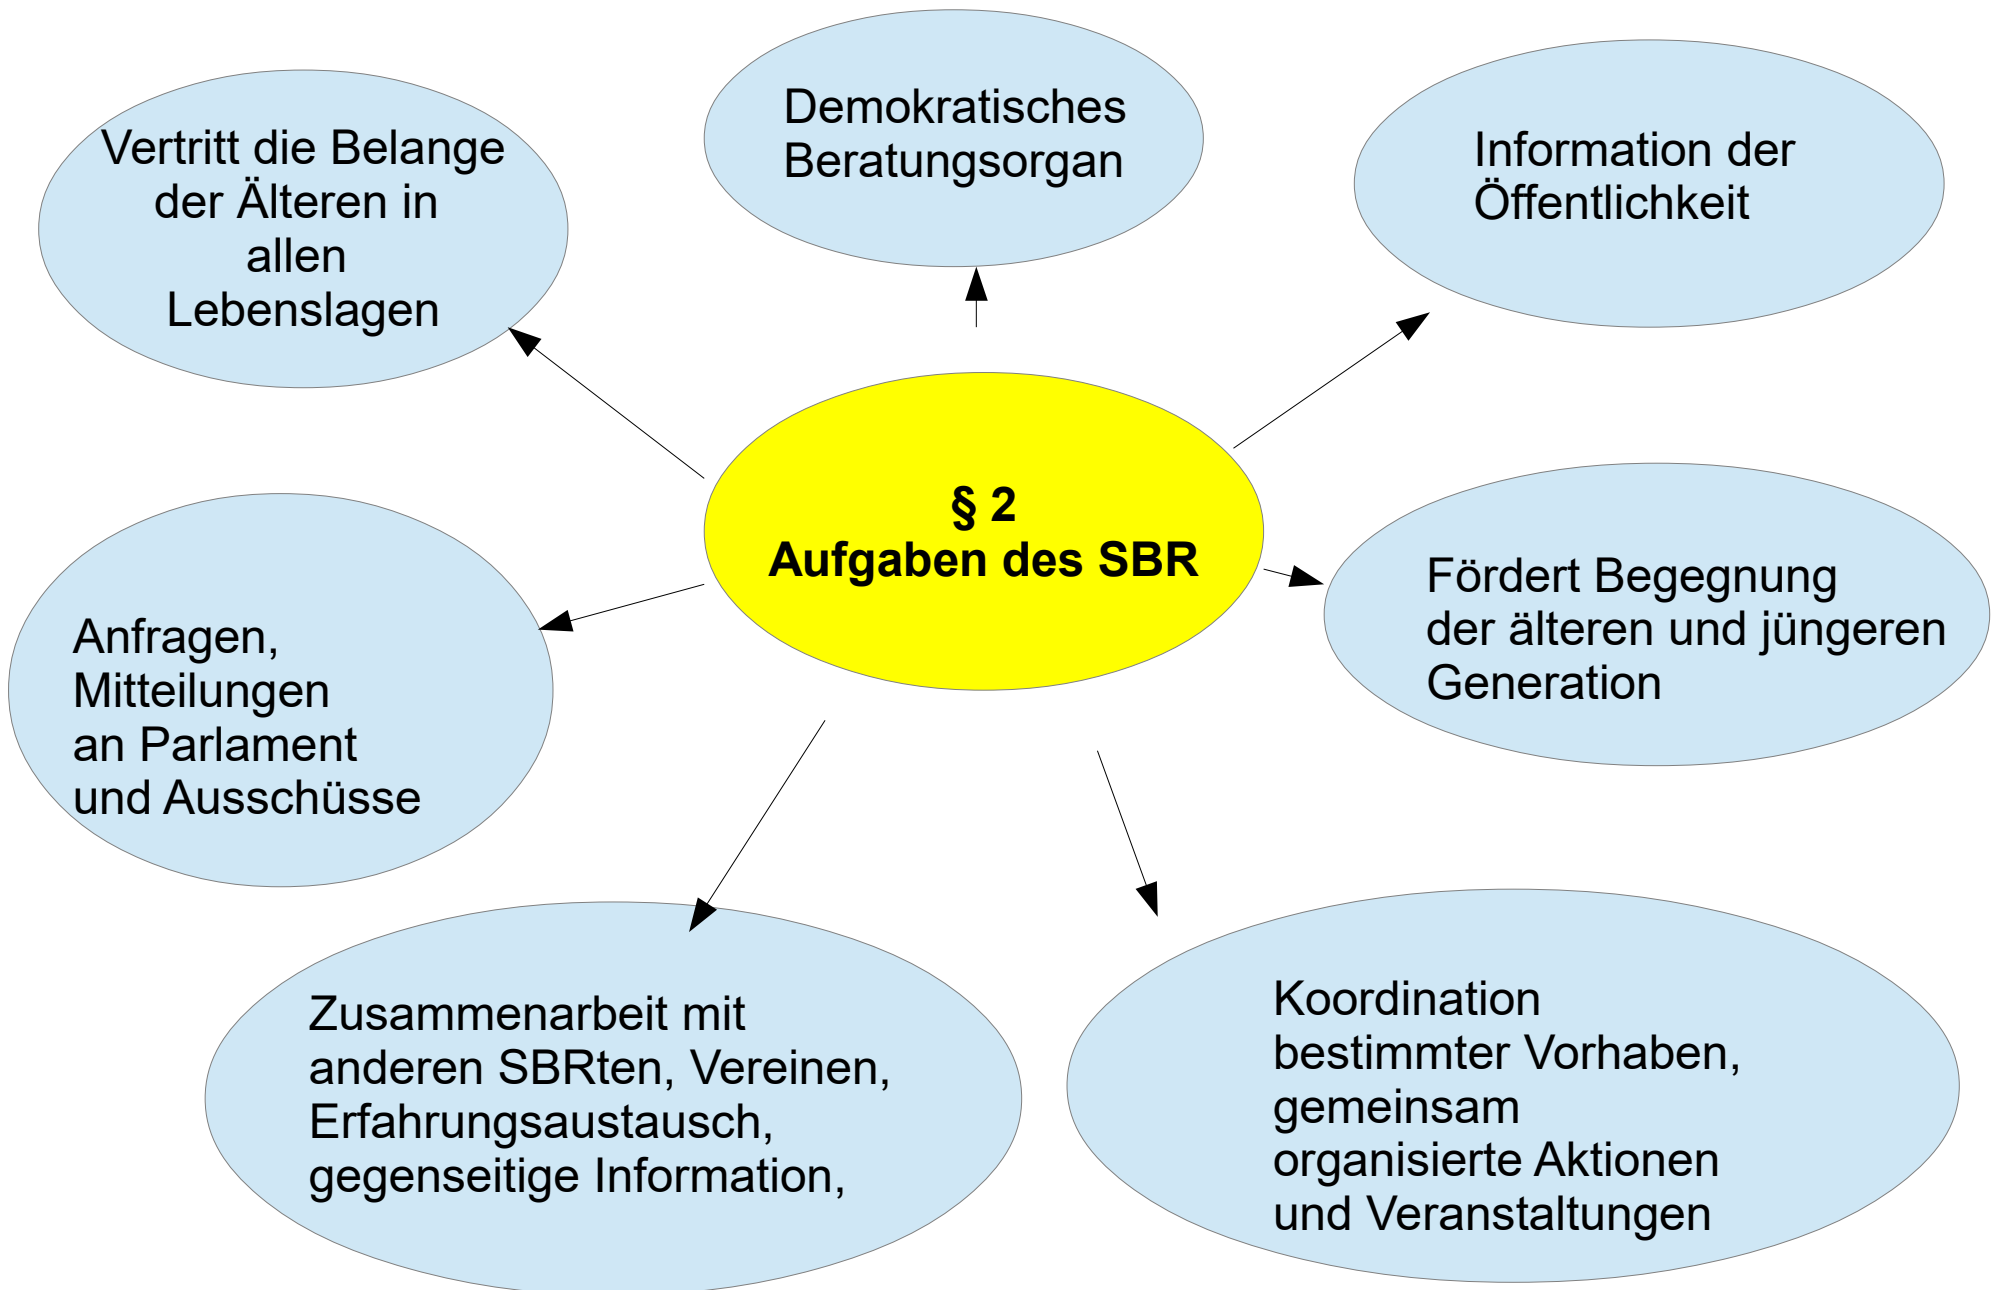 Demokratisches
Beratungsorgan
Vertritt die Belange
der Älteren in
allen
Lebenslagen
Information der
Öffentlichkeit
§ 2
Aufgaben des SBR
Anfragen,
Mitteilungen
an Parlament
und Ausschüsse
Fördert Begegnung
der älteren und jüngeren
Generation
Zusammenarbeit mit
anderen SBRten, Vereinen,
Erfahrungsaustausch,
gegenseitige Information,
Koordination
bestimmter Vorhaben,
gemeinsam
organisierte Aktionen
und Veranstaltungen